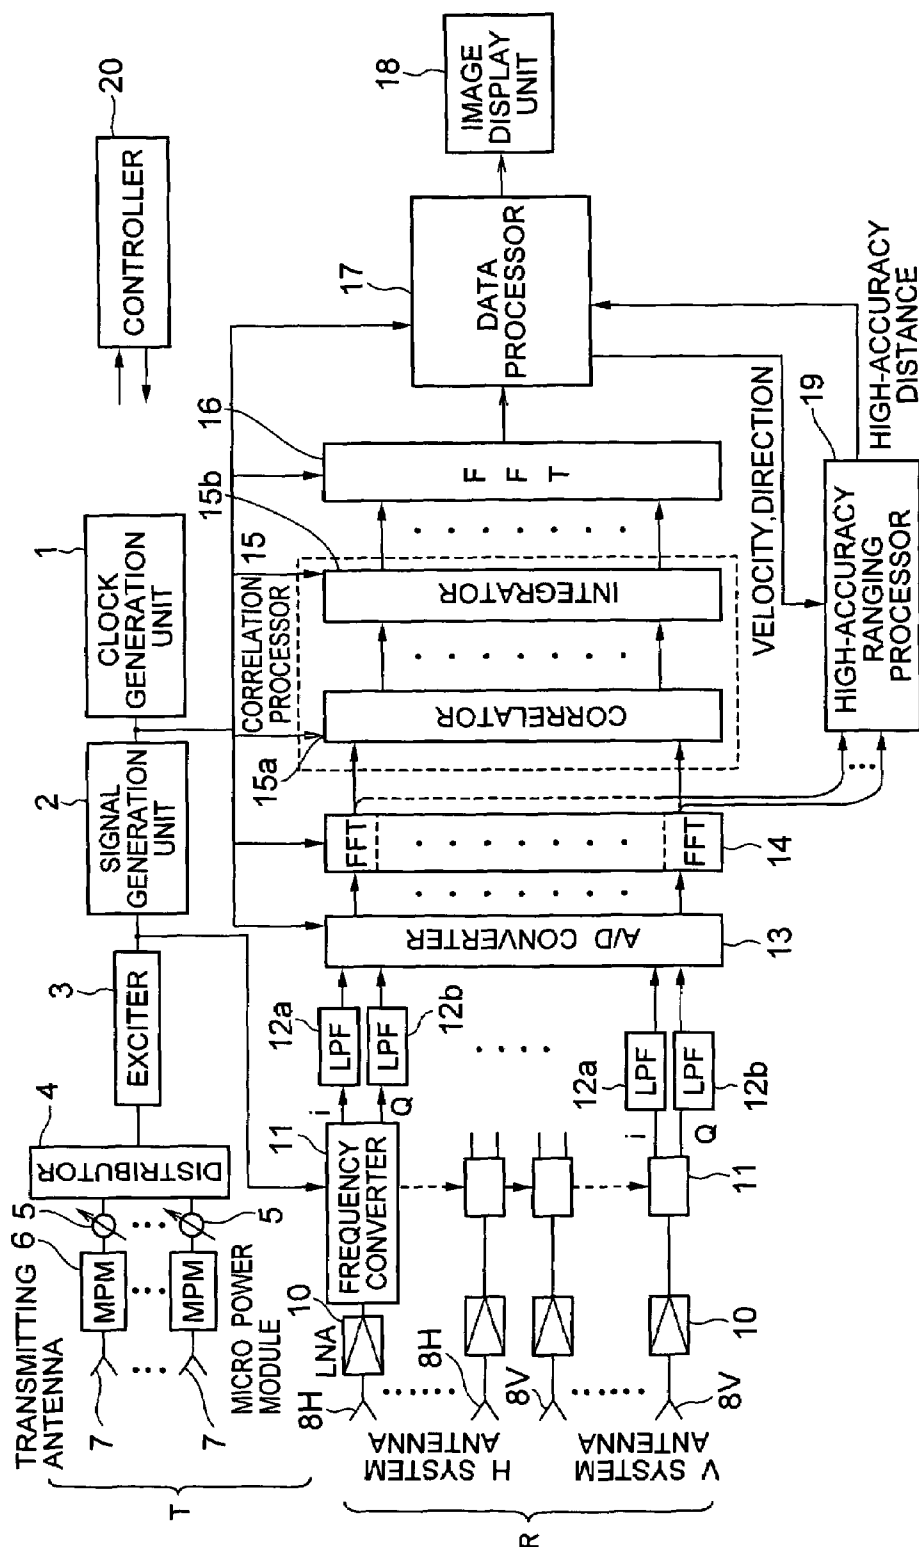 TRANSMITTING
ANTENNA
7
7
T
6
MPM
MPM
MICRO POWER
MODULE
5
5
4
DISTRIBUTOR
3
EXCITER
2
SIGNAL
GENERATION
UNIT
1
CLOCK
GENERATION
UNIT
20
CONTROLLER
R
H SYSTEM
ANTENNA
V SYSTEM
ANTENNA
8H
8H
8V
8V
LNA
10
10
11
FREQUENCY
CONVERTER
11
i
Q
i
Q
12a
LPF
LPF
12b
12a
LPF
LPF
12b
A/D CONVERTER
13
FFT
FFT
14
15
CORRELATION
PROCESSOR
15a
CORRELATOR
15b
INTEGRATOR
16
F F T
17
DATA
PROCESSOR
18
IMAGE
DISPLAY
UNIT
VELOCITY,DIRECTION
19
HIGH-ACCURACY
RANGING
PROCESSOR
HIGH-ACCURACY
DISTANCE